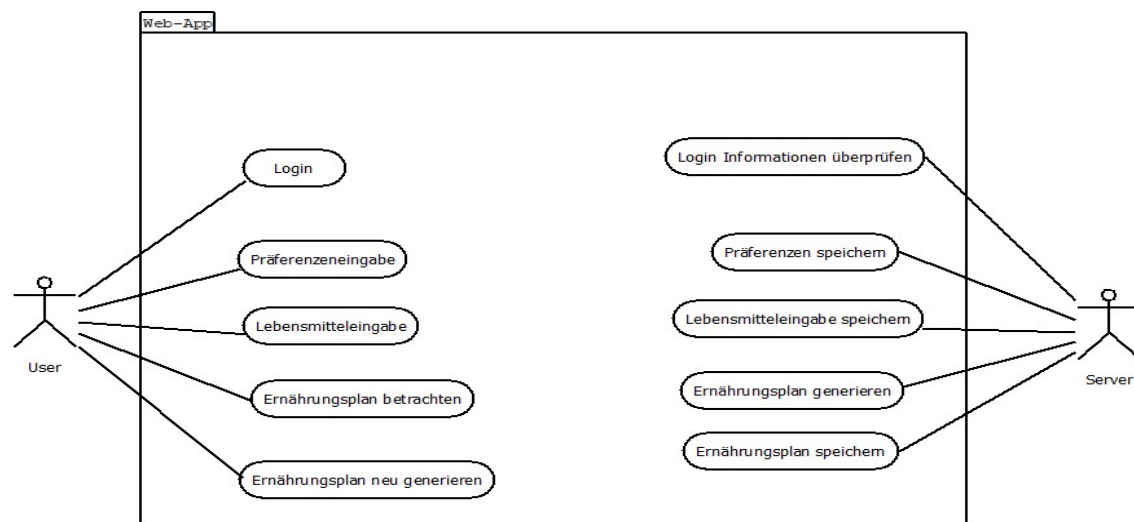 Web-App
Login
Login Informationen überprüfen
Präferenzeneingabe
Präferenzen speichern
Lebensmitteleingabe
Lebensmitteleingabe speichern
User
Server
Ernährungsplan betrachten
Ernährungsplan generieren
Ernährungsplan speichern
Ernährungsplan neu generieren